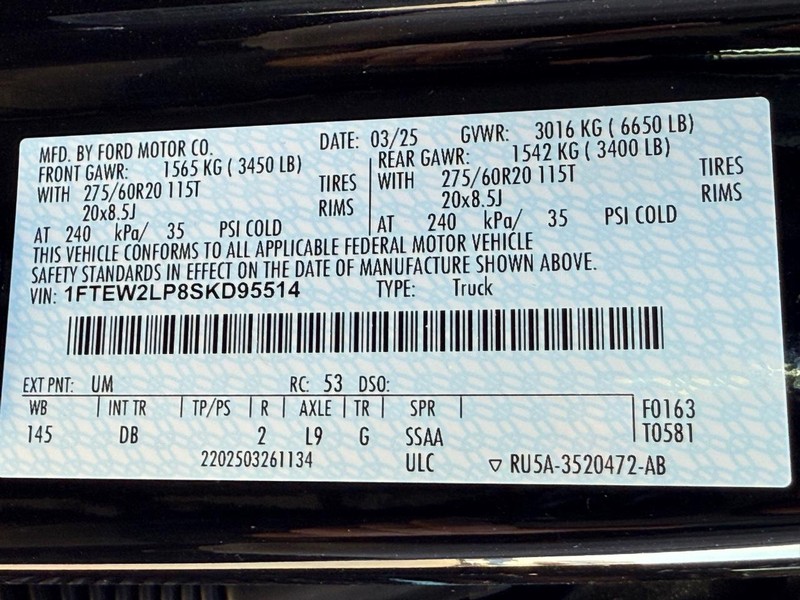 MFD. BY FORD MOTOR CO. DATE: 03/25 GVWR: 3016 KG ( 6650 LB)
FRONT GAWR: 1565 KG ( 3450 LB) REAR GAWR: 1542 KG ( 3400 LB)
WITH 275/60R20 115T TIRES WITH 275/60R20 115T TIRES
20x8.5J RIMS 20x8.5J RIMS
AT 240 kPa/ 35 PSI COLD AT 240 kPa/ 35 PSI COLD
THIS VEHICLE CONFORMS TO ALL APPLICABLE FEDERAL MOTOR VEHICLE
SAFETY STANDARDS IN EFFECT ON THE DATE OF MANUFACTURE SHOWN ABOVE.
VIN: 1FTEW2LP8SKD95514 TYPE: Truck
EXT PNT: UM RC: 53 DSO:
WB INT TR TP/PS R AXLE TR SPR F0163
145 DB 2 L9 G SSAA T0581
2202503261134 ULC ▽ RU5A-3520472-AB